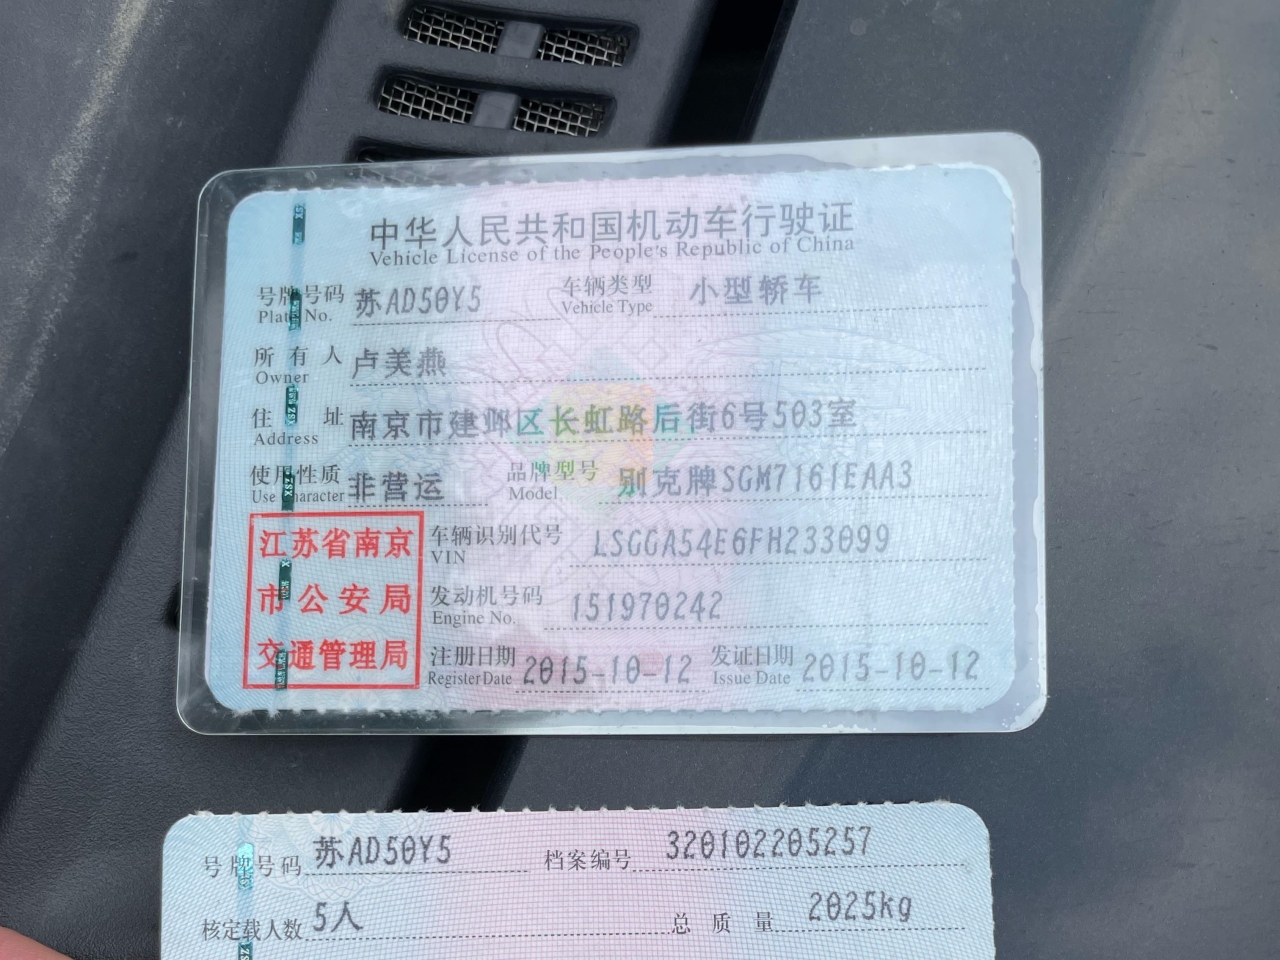 中华人民共和国机动车行驶证
Vehicle License of the People's Republic of China
号牌号码 苏AD50Y5 车辆类型 小型轿车
Plate No. Vehicle Type
所有人 卢美燕
Owner
住址 南京市建邺区长虹路后街6号503室
Address
使用性质 非营运 品牌型号 别克牌SGM7161EAA3
Use Character Model
江苏省南京
市公安局
交通管理局
车辆识别代号 LSGGA54E6FH233099
VIN
发动机号码 151970242
Engine No.
注册日期 2015-10-12 发证日期 2015-10-12
Register Date Issue Date
号牌号码 苏AD50Y5 档案编号 320102205257
核定载人数 5人 总质量 2025kg